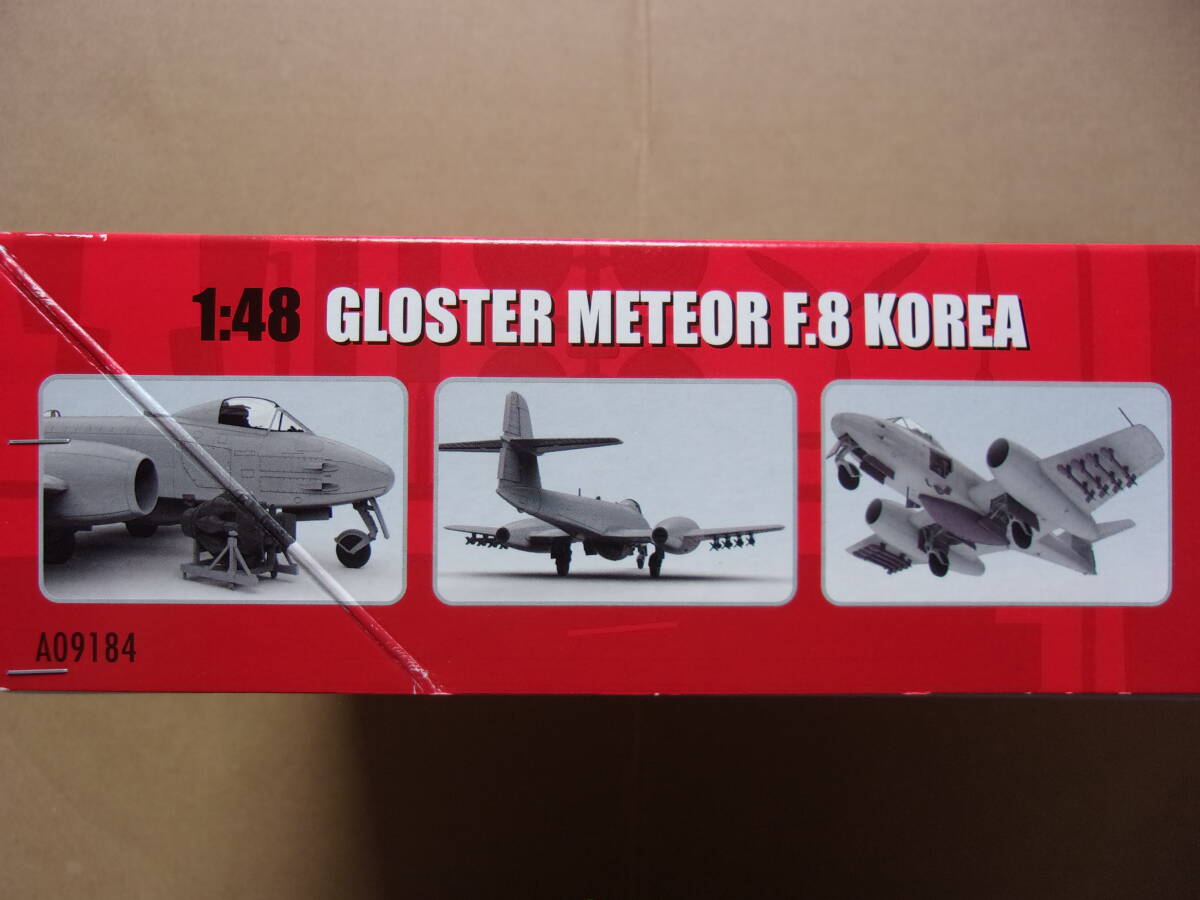 1:48 GLOSTER METEOR F.8 KOREA
A09184